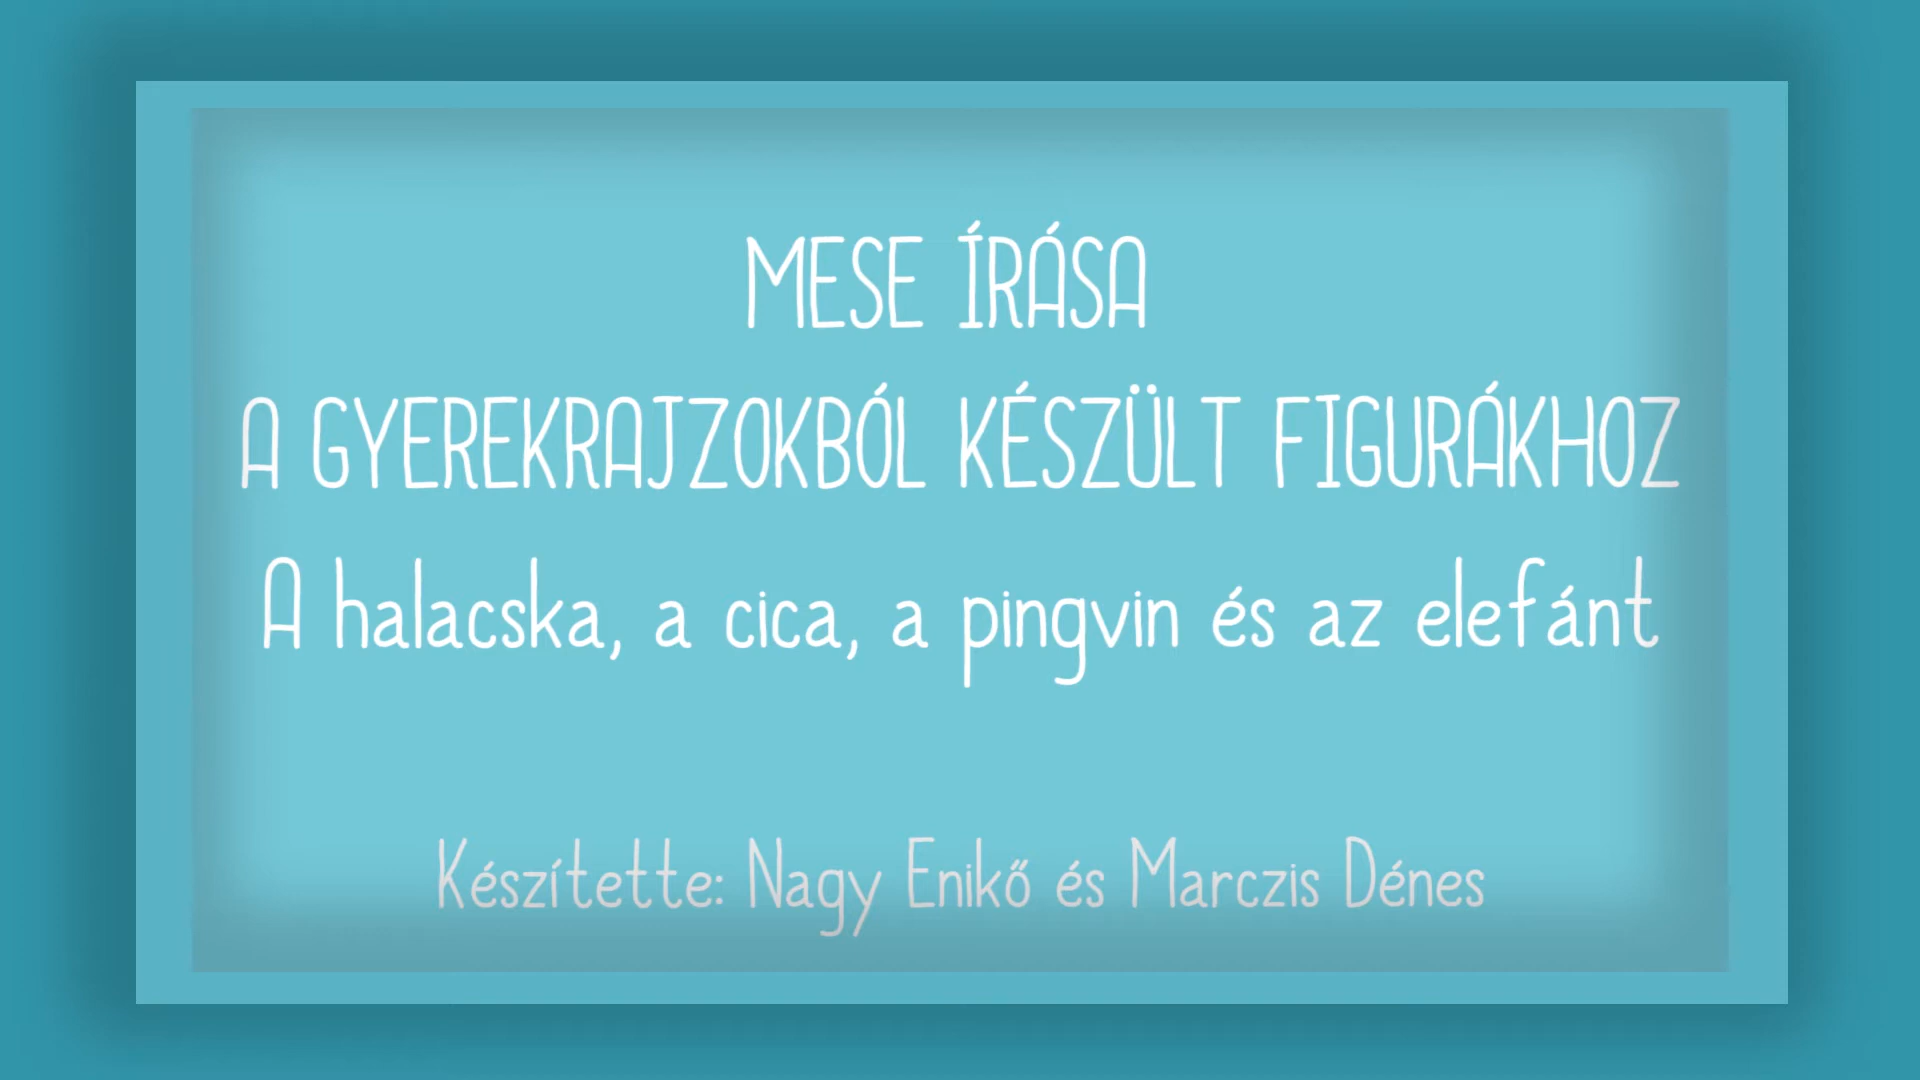 MESE ÍRÁSA
A GYEREKRAJZOKBÓL KÉSZÜLT FIGURÁKHOZ
A halacska, a cica, a pingvin és az elefánt
Készítette: Nagy Enikő és Marczis Dénes